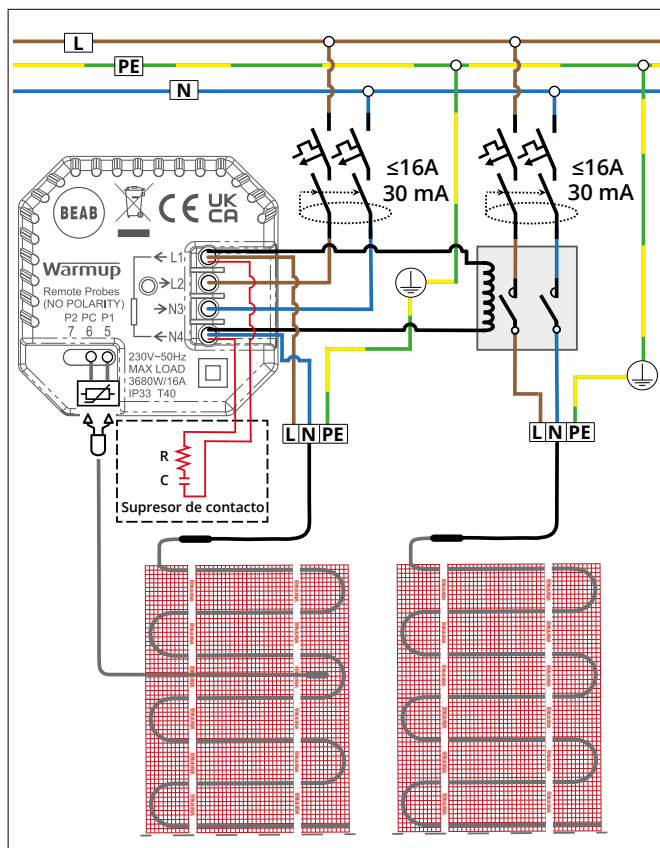 L
PE
N
≤16A
30 mA
≤16A
30 mA
BEAB
CE
UK
CA
Warmup
Remote Probes
(NO POLARITY)
P2 PC P1
7 6 5
L1
L2
N3
N4
230V~50Hz
MAX LOAD
3680W/16A
IP33 T40
L N PE
L N PE
R
C
Supresor de contacto